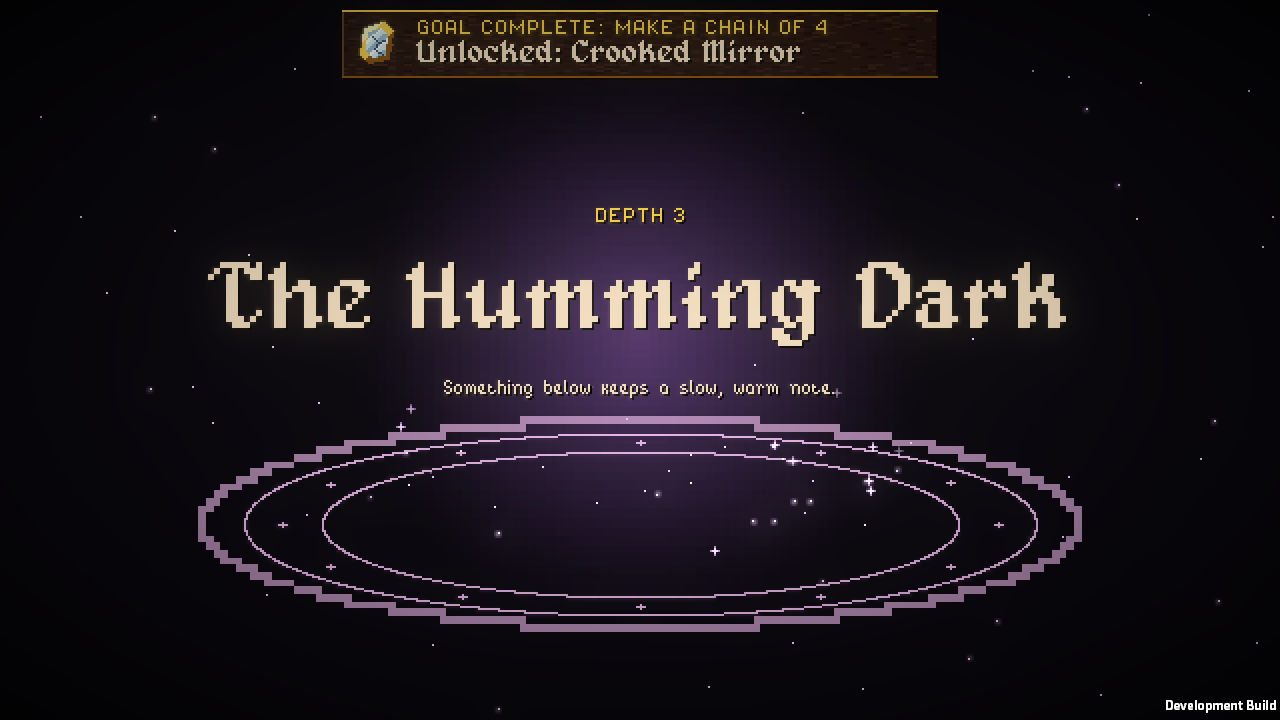 GOAL COMPLETE: MAKE A CHAIN OF 4
Unlocked: Crooked Mirror
DEPTH 3
The Humming Dark
Something below keeps a slow, warm note.
Development Build